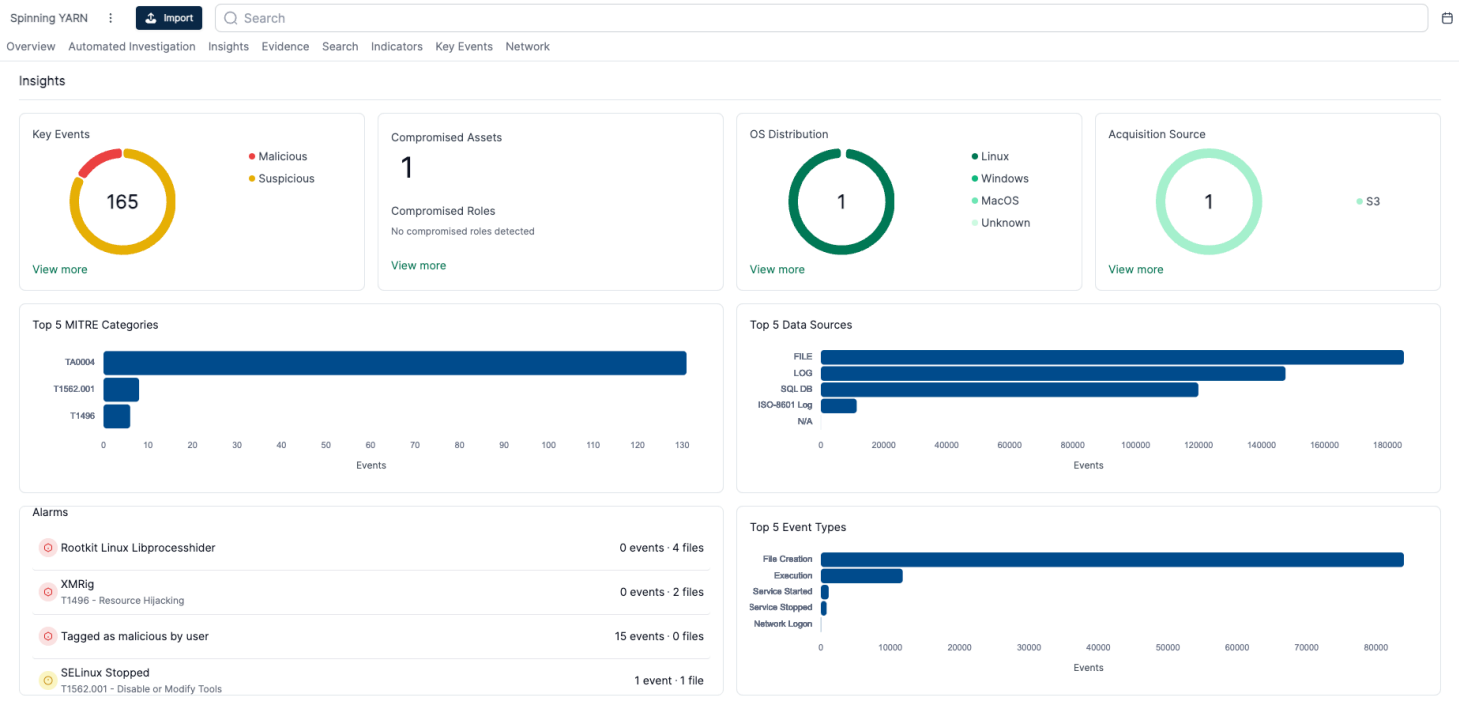 Spinning YARN
Import
Search
Overview Automated Investigation Insights Evidence Search Indicators Key Events Network
Insights
Key Events
165
Malicious
Suspicious
View more
Compromised Assets
1
Compromised Roles
No compromised roles detected
View more
OS Distribution
1
Linux
Windows
MacOS
Unknown
View more
Acquisition Source
1
S3
View more
Top 5 MITRE Categories
TA0004
T1562.001
T1496
0 10 20 30 40 50 60 70 80 90 100 110 120 130
Events
Top 5 Data Sources
FILE
LOG
SQL DB
ISO-8601 Log
N/A
0 20000 40000 60000 80000 100000 120000 140000 160000 180000
Events
Alarms
Rootkit Linux Libprocesshider 0 events · 4 files
XMRig
T1496 - Resource Hijacking
0 events · 2 files
Tagged as malicious by user 15 events · 0 files
SELinux Stopped
T1562.001 - Disable or Modify Tools
1 event · 1 file
Top 5 Event Types
File Creation
Execution
Service Started
Service Stopped
Network Logon
0 10000 20000 30000 40000 50000 60000 70000 80000
Events